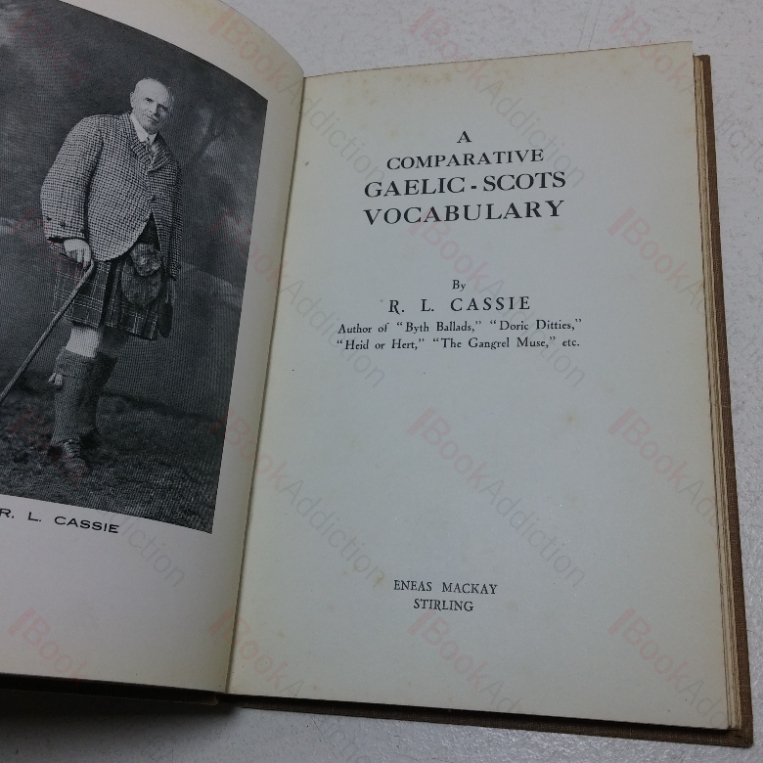 R. L. CASSIE
A
COMPARATIVE
GAELIC - SCOTS
VOCABULARY
By
R. L. CASSIE
Author of "Byth Ballads," "Doric Ditties,"
"Heid or Hert," "The Gangrel Muse," etc.
ENEAS MACKAY
STIRLING
iBookAddiction